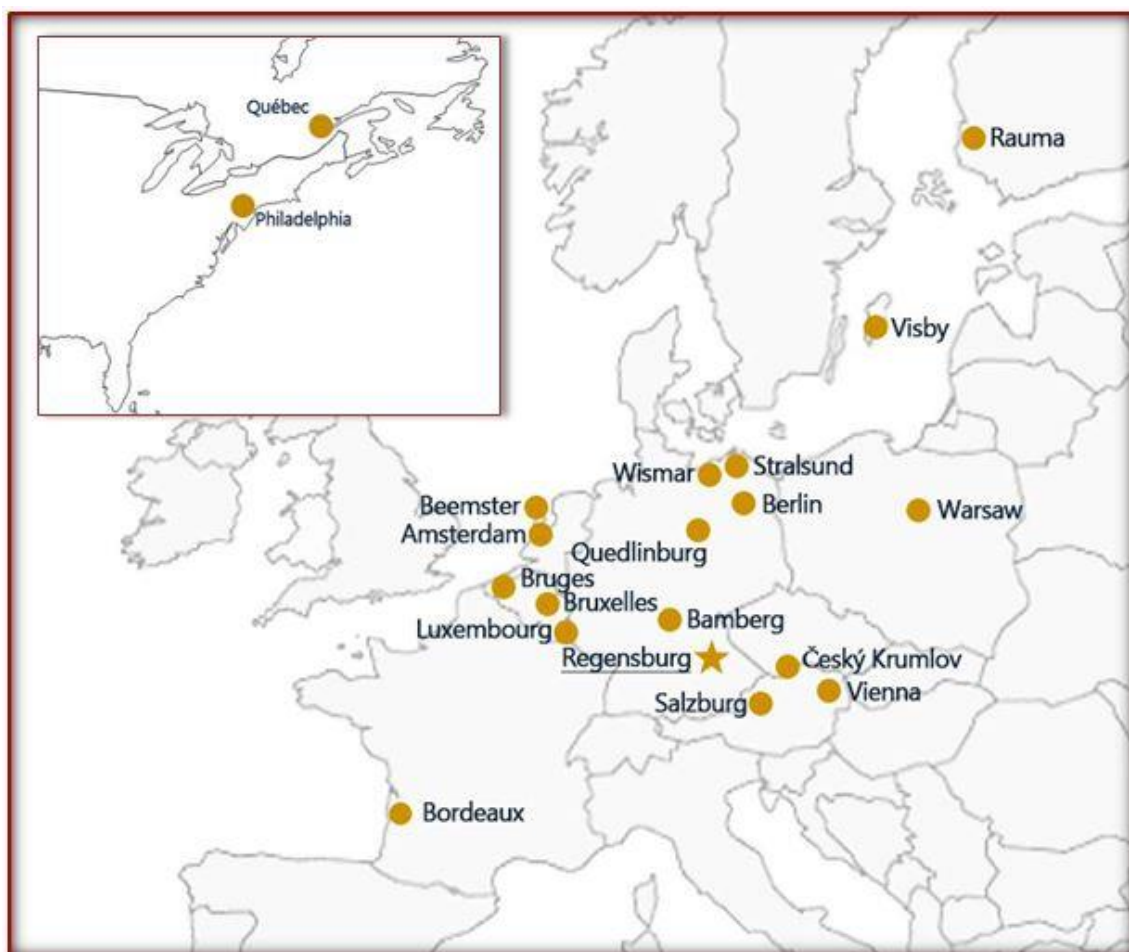 Québec
Philadelphia
Rauma
Visby
Stralsund
Wismar
Berlin
Beemster
Warsaw
Amsterdam
Quedlinburg
Bruges
Bruxelles
Bamberg
Luxembourg
Regensburg
Český Krumlov
Vienna
Salzburg
Bordeaux